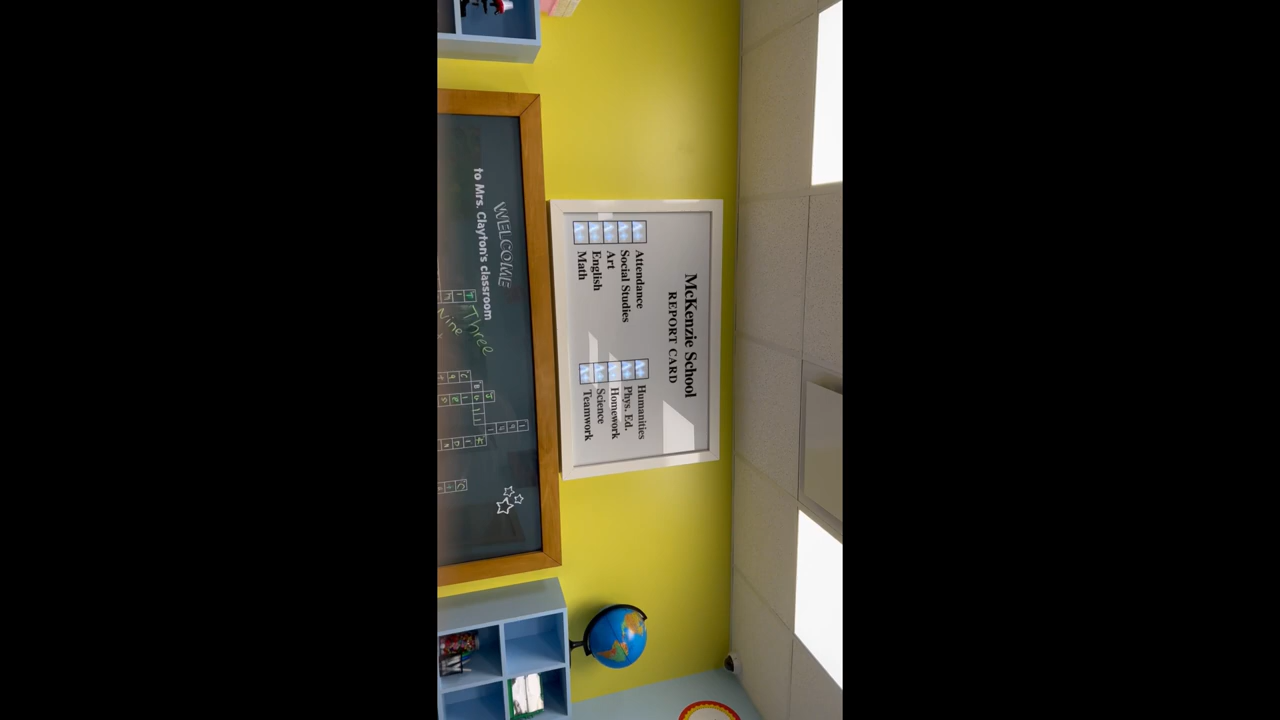 McKenzie School
REPORT CARD
A+ Attendance
A+ Social Studies
A+ Art
A+ English
A+ Math
A+ Humanities
A+ Phys. Ed.
A+ Homework
A+ Science
A+ Teamwork
WELCOME
to Mrs. Clayton's classroom
Three
Nine